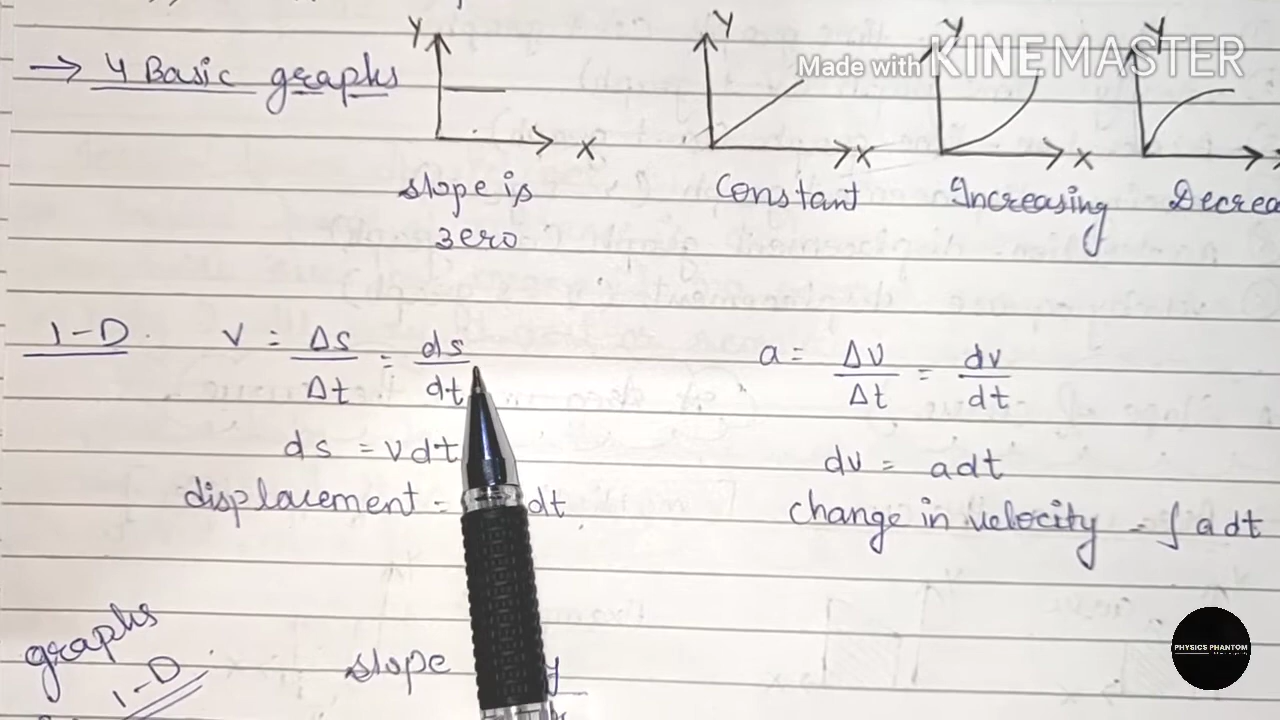 Y Y Y Y
Made with KINEMASTER
→ 4 Basic graphs
X X X
slope is zero
Constant
Increasing
Decrea
1-D. v = Δs/Δt = ds/dt
a = Δv/Δt = dv/dt
ds = vdt
dv = adt
displacement = dt
change in velocity = ∫ a dt
graphs
1-D
slope
PHYSICS PHANTOM